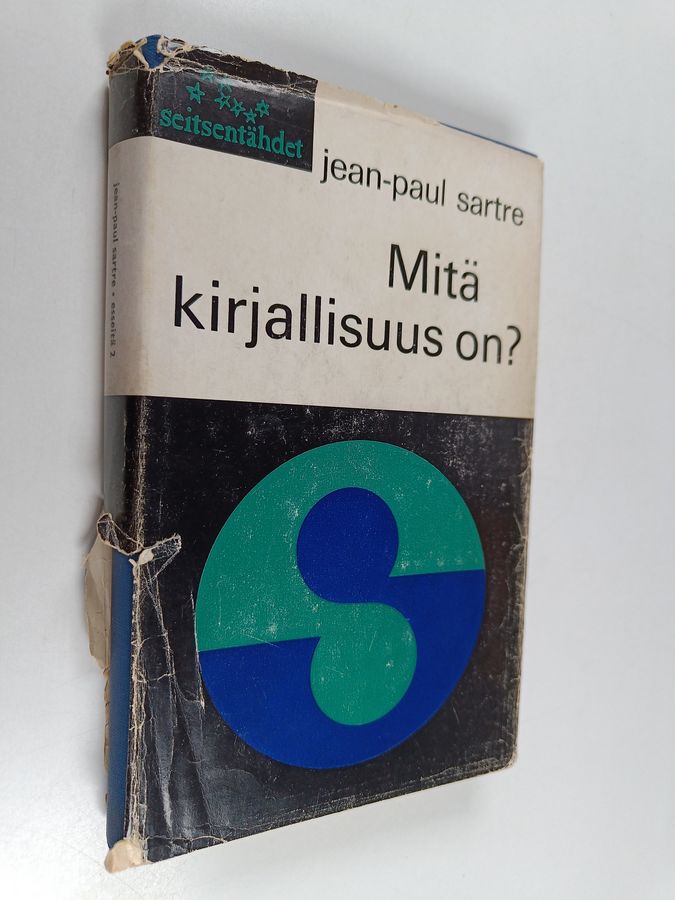 seitsentähdet
jean-paul sartre
Mitä
kirjallisuus on?
jean-paul sartre • esseitä 2